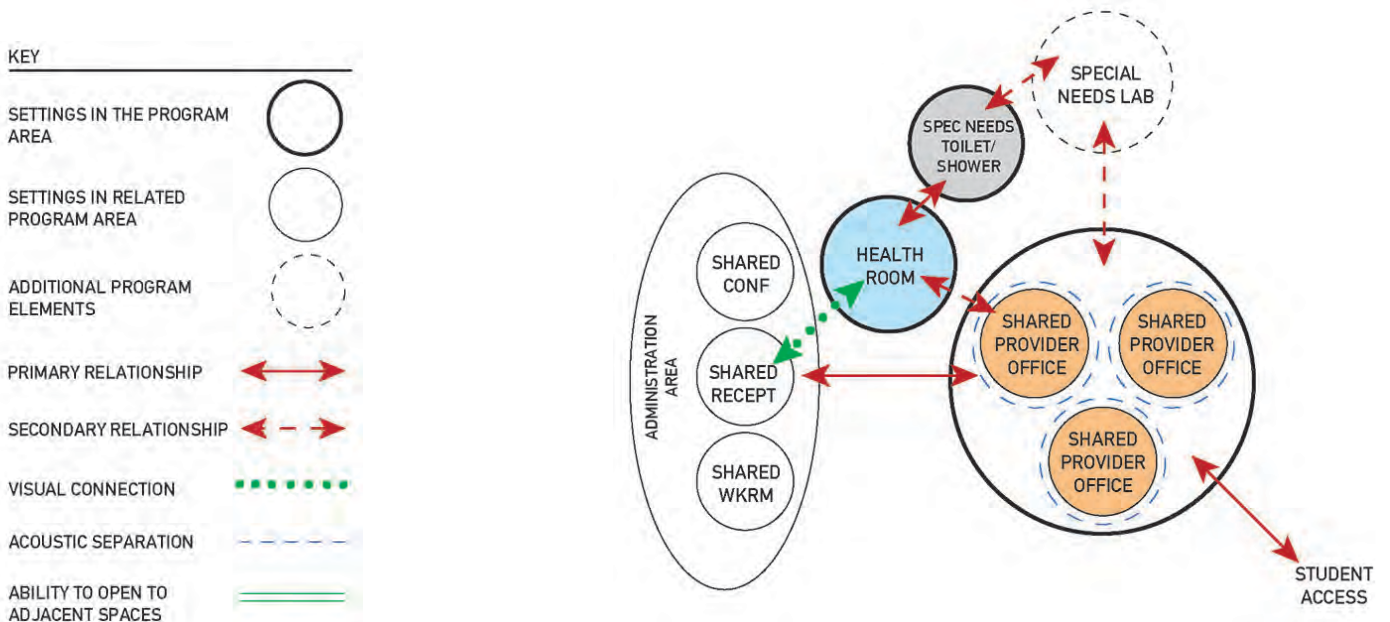 KEY
SETTINGS IN THE PROGRAM
AREA
SETTINGS IN RELATED
PROGRAM AREA
ADDITIONAL PROGRAM
ELEMENTS
PRIMARY RELATIONSHIP
SECONDARY RELATIONSHIP
VISUAL CONNECTION
ACOUSTIC SEPARATION
ABILITY TO OPEN TO
ADJACENT SPACES
SPECIAL
NEEDS LAB
SPEC NEEDS
TOILET/
SHOWER
HEALTH
ROOM
ADMINISTRATION
AREA
SHARED
CONF
SHARED
RECEPT
SHARED
WKRM
SHARED
PROVIDER
OFFICE
SHARED
PROVIDER
OFFICE
SHARED
PROVIDER
OFFICE
STUDENT
ACCESS